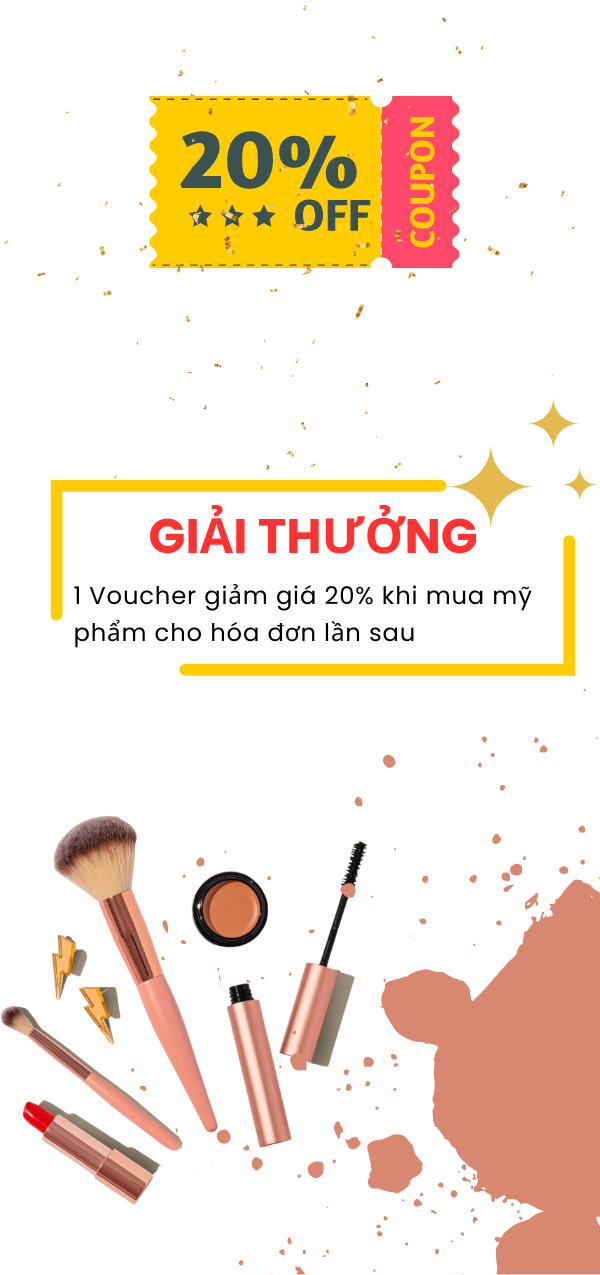 20%
OFF
COUPON
GIẢI THƯỞNG
1 Voucher giảm giá 20% khi mua mỹ
phẩm cho hóa đơn lần sau